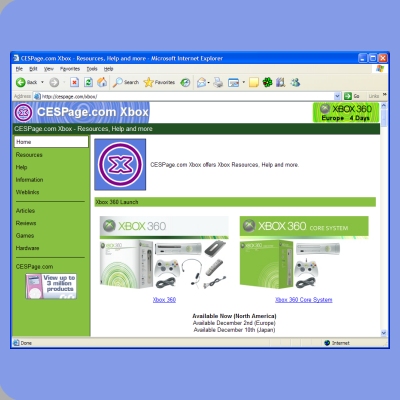 CESPage.com Xbox - Resources, Help and more - Microsoft Internet Explorer
File Edit View Favorites Tools Help
Back Search Favorites
Address http://cespage.com/xbox/ Go Links
CESPage.com Xbox
XBOX 360
Europe 4 Days
CESPage.com Xbox - Resources, Help and more
Home
Resources
Help
Information
Weblinks
Articles
Reviews
Games
Hardware
CESPage.com
View up to
3 million
products
CESPage.com Xbox offers Xbox Resources, Help and more.
Xbox 360 Launch
XBOX 360
XBOX 360 CORE SYSTEM
Xbox 360
Xbox 360 Core System
Available Now (North America)
Available December 2nd (Europe)
Available December 10th (Japan)
Done Internet